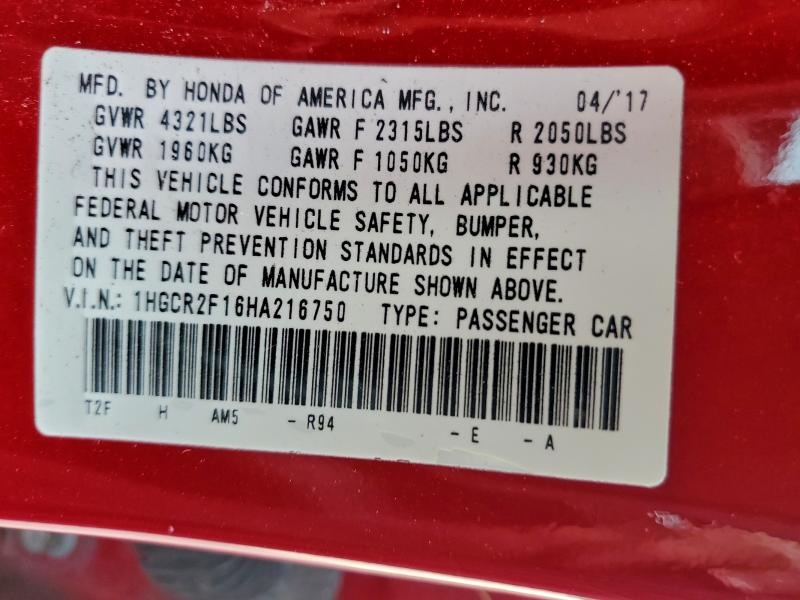 MFD. BY HONDA OF AMERICA MFG., INC. 04/'17
GVWR 4321LBS GAWR F 2315LBS R 2050LBS
GVWR 1960KG GAWR F 1050KG R 930KG
THIS VEHICLE CONFORMS TO ALL APPLICABLE
FEDERAL MOTOR VEHICLE SAFETY, BUMPER,
AND THEFT PREVENTION STANDARDS IN EFFECT
ON THE DATE OF MANUFACTURE SHOWN ABOVE.
V.I.N.: 1HGCR2F16HA216750 TYPE: PASSENGER CAR
T2F H AM5 - R94 - E - A